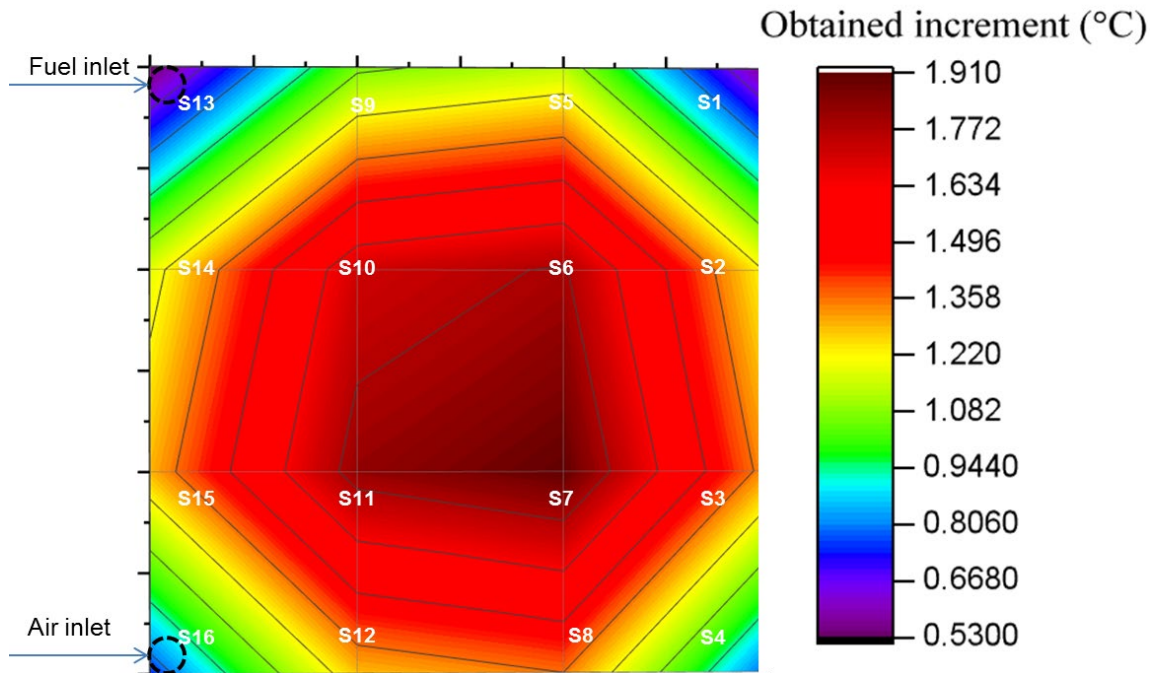 Obtained increment (°C)
Fuel inlet
S13 S9 S5 S1
S14 S10 S6 S2
S15 S11 S7 S3
S16 S12 S8 S4
Air inlet
1.910
1.772
1.634
1.496
1.358
1.220
1.082
0.9440
0.8060
0.6680
0.5300